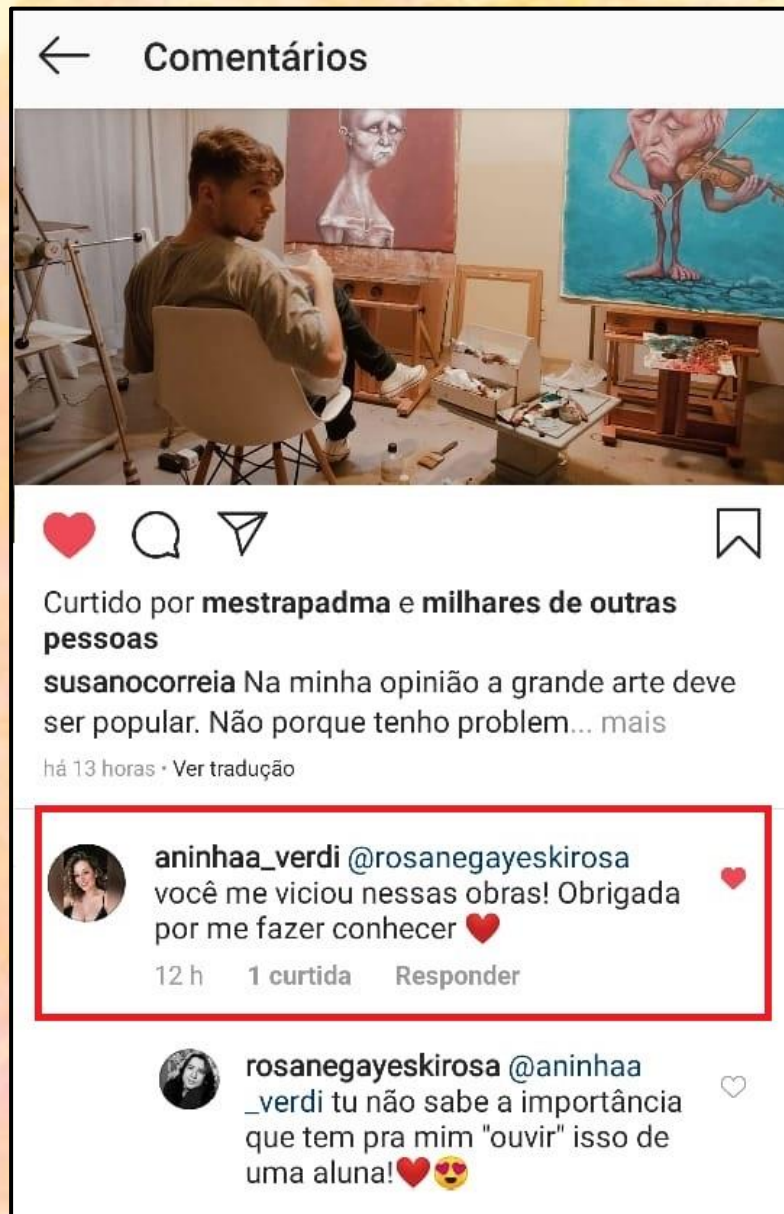 Comentários
Curtido por mestrapadma e milhares de outras
pessoas
susanocorreia Na minha opinião a grande arte deve
ser popular. Não porque tenho problem... mais
há 13 horas · Ver tradução
aninhaa_verdi @rosanegayeskirosa
você me viciou nessas obras! Obrigada
por me fazer conhecer ❤️
12 h 1 curtida Responder
rosanegayeskirosa @aninhaa
_verdi tu não sabe a importância
que tem pra mim "ouvir" isso de
uma aluna!❤️😍